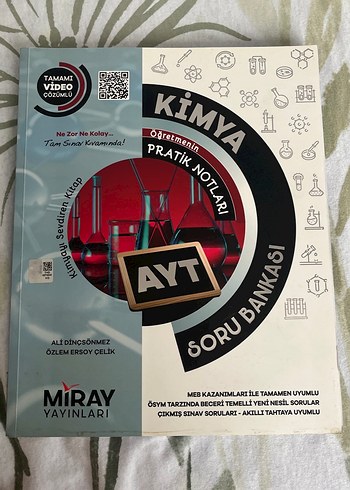 TAMAMI
VİDEO
ÇÖZÜMLÜ
Ne Zor Ne Kolay...
Tam Sınav Kıvamında!
KİMYA
Öğretmenin
PRATİK NOTLARI
Kimyayı Sevdiren Kitap
AYT
SORU BANKASI
ALİ DİNÇSÖNMEZ
ÖZLEM ERSOY ÇELİK
MİRAY
YAYINLARI
MEB KAZANIMLARI İLE TAMAMEN UYUMLU
ÖSYM TARZINDA BECERİ TEMELLİ YENİ NESİL SORULAR
ÇIKMIŞ SINAV SORULARI - AKILLI TAHTAYA UYUMLU